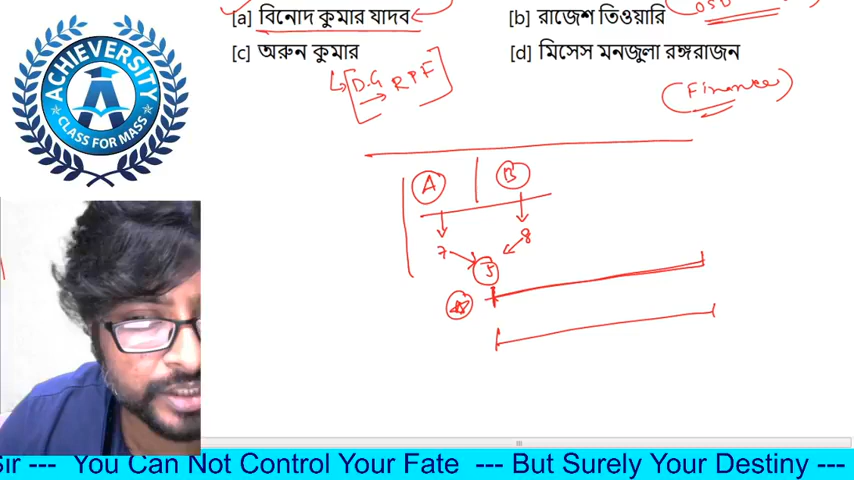 [a] বিনোদ কুমার যাদব [b] রাজেশ তিওয়ারি
OSD
[c] অরুন কুমার [d] মিসেস মনজুলা রঙ্গরাজন
D.G RPF
(Finance)
ACHIEVERSITY
CLASS FOR MASS
A B
7 8
5
Sir --- You Can Not Control Your Fate --- But Surely Your Destiny ---